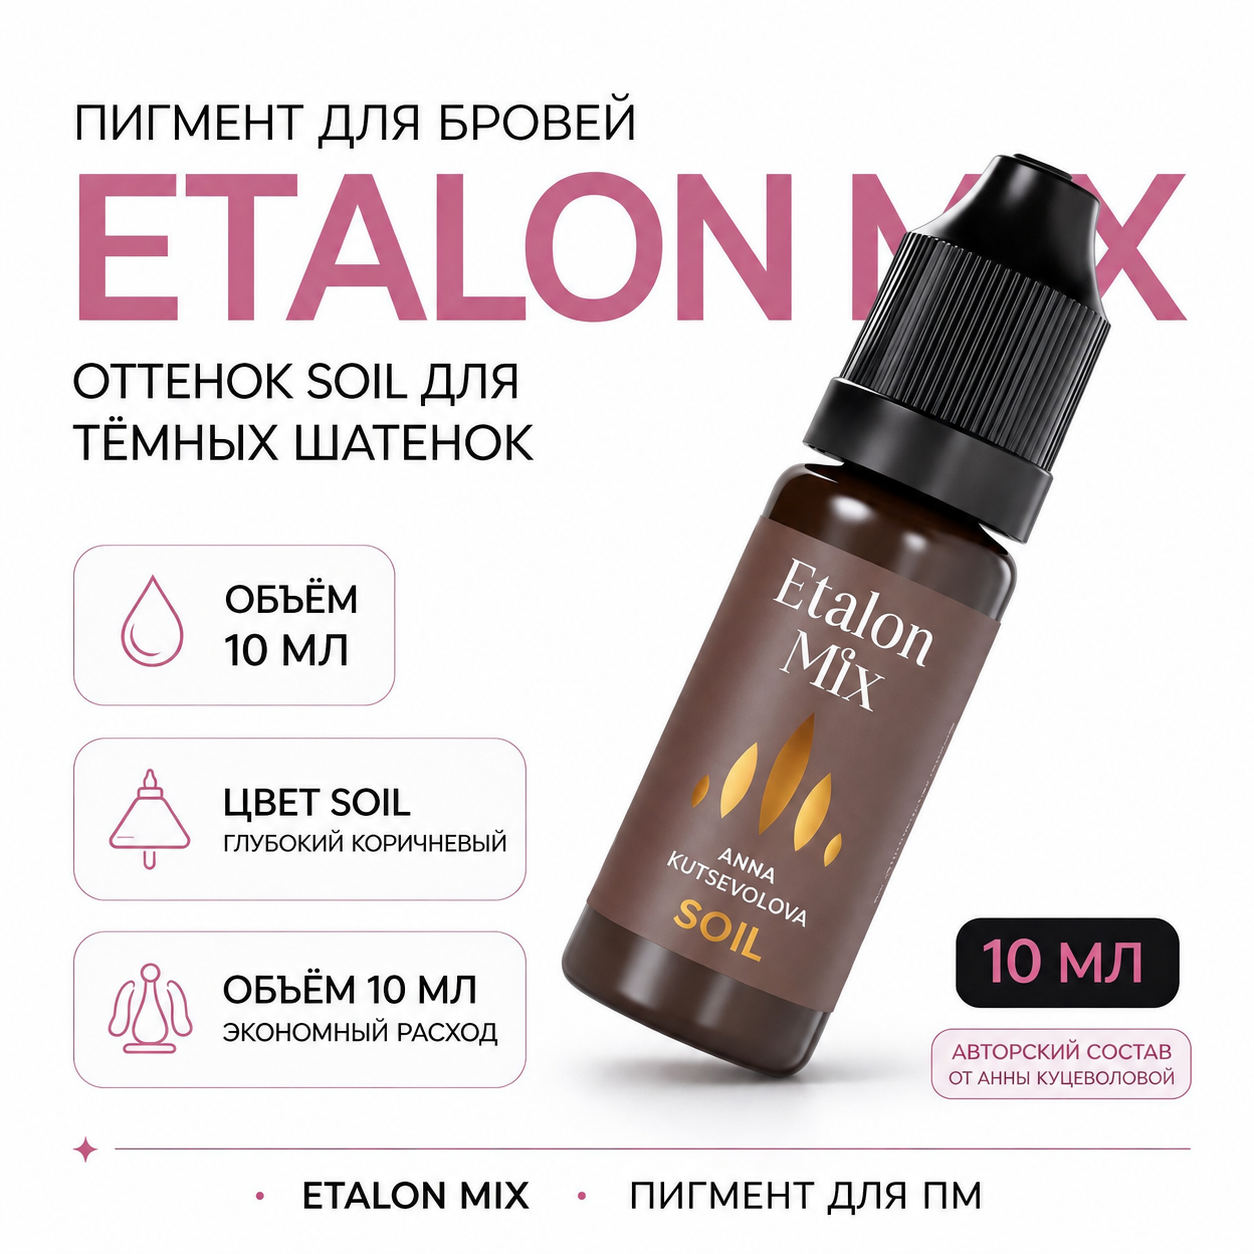 ПИГМЕНТ ДЛЯ БРОВЕЙ
ETALON MIX
ОТТЕНОК SOIL ДЛЯ
ТЁМНЫХ ШАТЕНОК
ОБЪЁМ
10 МЛ
ЦВЕТ SOIL
ГЛУБОКИЙ КОРИЧНЕВЫЙ
ОБЪЁМ 10 МЛ
ЭКОНОМНЫЙ РАСХОД
Etalon
Mix
ANNA
KUTSEVOLOVA
SOIL
10 МЛ
АВТОРСКИЙ СОСТАВ
ОТ АННЫ КУЦЕВОЛОВОЙ
• ETALON MIX • ПИГМЕНТ ДЛЯ ПМ